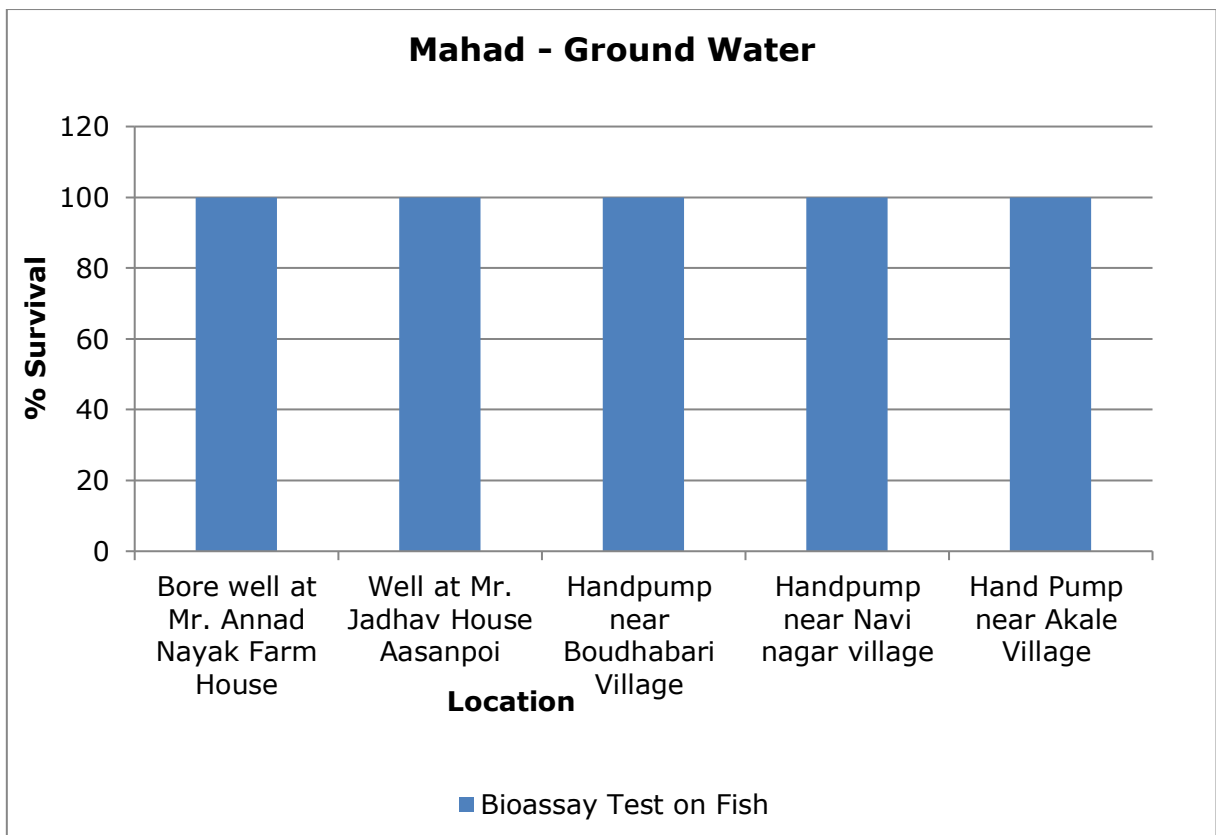 Mahad - Ground Water
120
100
80
60
40
20
0
% Survival
Bore well at
Mr. Annad
Nayak Farm
House
Well at Mr.
Jadhav House
Aasanpoi
Handpump
near
Boudhabari
Village
Handpump
near Navi
nagar village
Hand Pump
near Akale
Village
Location
Bioassay Test on Fish